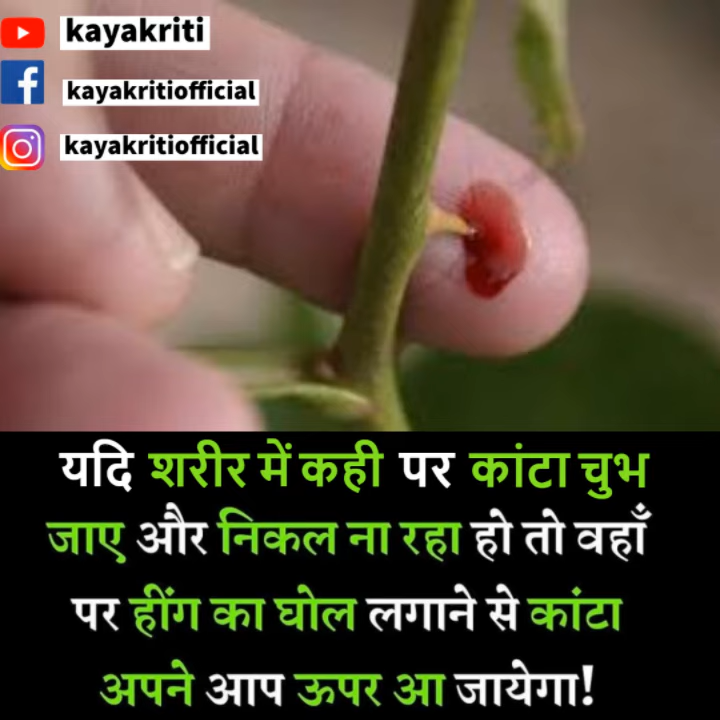 kayakriti
kayakritiofficial
kayakritiofficial
यदि शरीर में कही पर कांटा चुभ
जाए और निकल ना रहा हो तो वहाँ
पर हींग का घोल लगाने से कांटा
अपने आप ऊपर आ जायेगा!